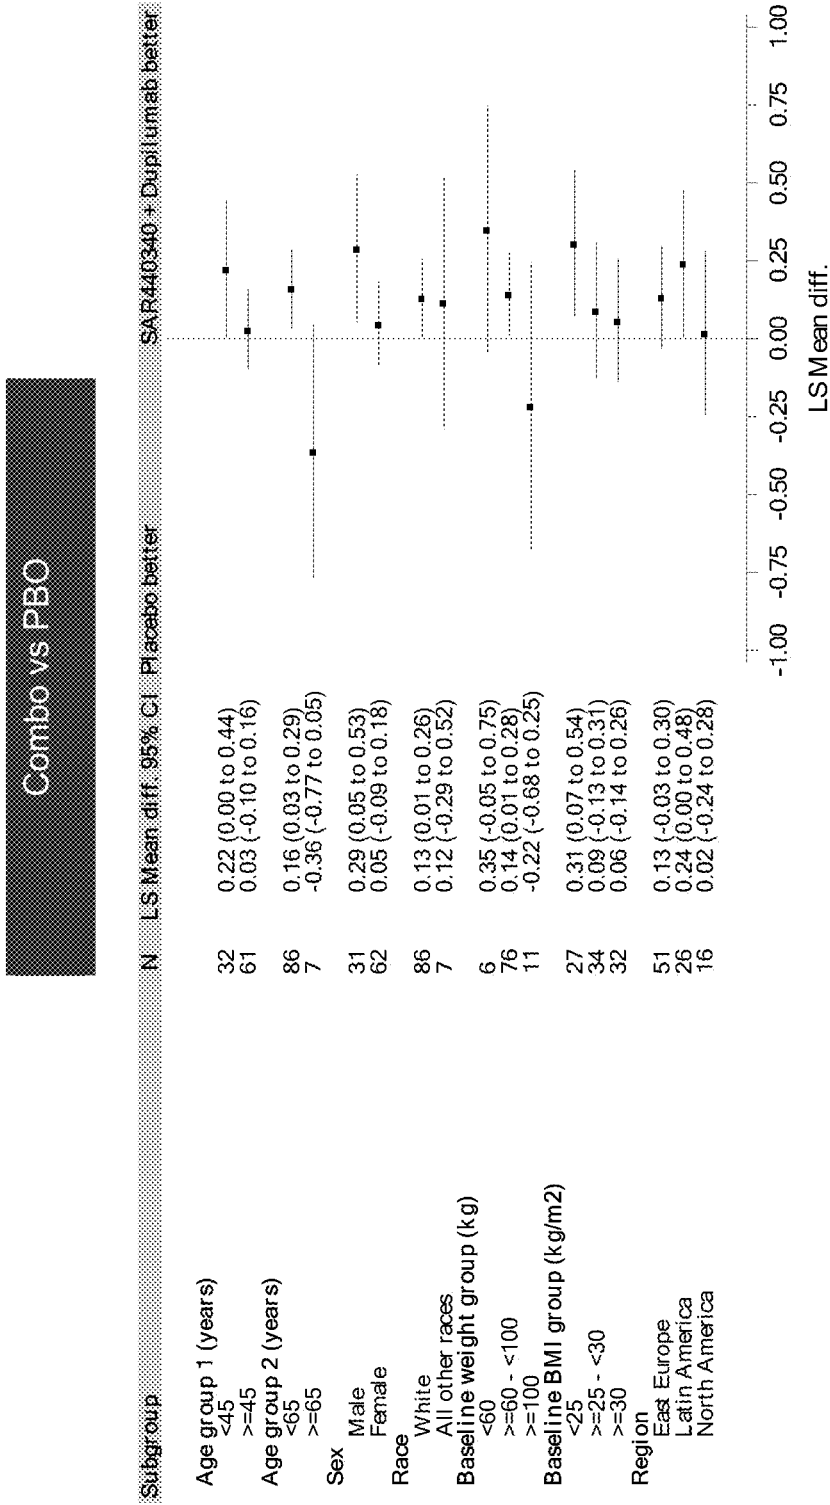 Combo vs PBO
Subgroup N LS Mean diff. 95% CI Placebo better SAR440340 + Dupilumab better
Age group 1 (years)
<45 32 0.22 (0.00 to 0.44)
>=45 61 0.03 (-0.10 to 0.16)
Age group 2 (years)
<65 86 0.16 (0.03 to 0.29)
>=65 7 -0.36 (-0.77 to 0.05)
Sex
Male 31 0.29 (0.05 to 0.53)
Female 62 0.05 (-0.09 to 0.18)
Race
White 86 0.13 (0.01 to 0.26)
All other races 7 0.12 (-0.29 to 0.52)
Baseline weight group (kg)
<60 6 0.35 (-0.05 to 0.75)
>=60 - <100 76 0.14 (0.01 to 0.28)
>=100 11 -0.22 (-0.68 to 0.25)
Baseline BMI group (kg/m2)
<25 27 0.31 (0.07 to 0.54)
>=25 - <30 34 0.09 (-0.13 to 0.31)
>=30 32 0.06 (-0.14 to 0.26)
Region
East Europe 51 0.13 (-0.03 to 0.30)
Latin America 26 0.24 (0.00 to 0.48)
North America 16 0.02 (-0.24 to 0.28)
-1.00 -0.75 -0.50 -0.25 0.00 0.25 0.50 0.75 1.00
LS Mean diff.